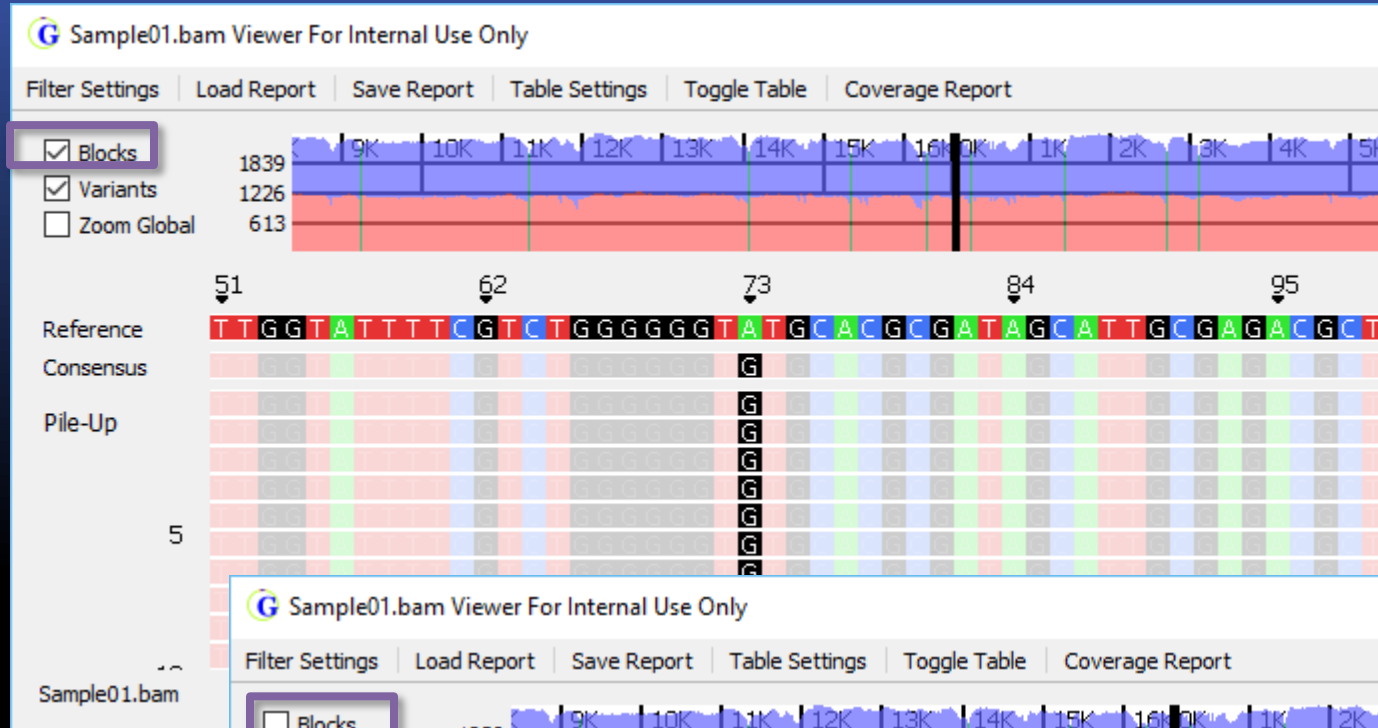 G Sample01.bam Viewer For Internal Use Only
Filter Settings Load Report Save Report Table Settings Toggle Table Coverage Report
Blocks
Variants
Zoom Global
1839
1226
613
9K 10K 11K 12K 13K 14K 15K 16K 0K 1K 2K 3K 4K
51 62 73 84 95
Reference TTGGTATTTTCGTCTGGGGGGTATGCACGCGATAGCATTGCGAGACGCT
Consensus G
Pile-Up G
G
G
G
G
5 G
G
Sample01.bam
G Sample01.bam Viewer For Internal Use Only
Filter Settings Load Report Save Report Table Settings Toggle Table Coverage Report
Blocks
9K 10K 11K 12K 13K 14K 15K 16K 0K 1K 2K